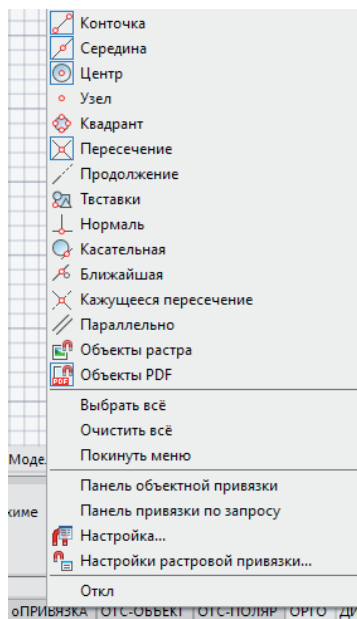 Конточка
Середина
Центр
Узел
Квадрант
Пересечение
Продолжение
Твставки
Нормаль
Касательная
Ближайшая
Кажущееся пересечение
Параллельно
Объекты растра
PDF Объекты PDF
Выбрать всё
Очистить всё
Моде
Покинуть меню
Панель объектной привязки
киме
Панель привязки по запросу
Настройка...
Настройки растровой привязки...
Откл
оПРИВЯЗКА ОТС-ОБЪЕКТ ОТС-ПОЛЯР ОРТО ДИ